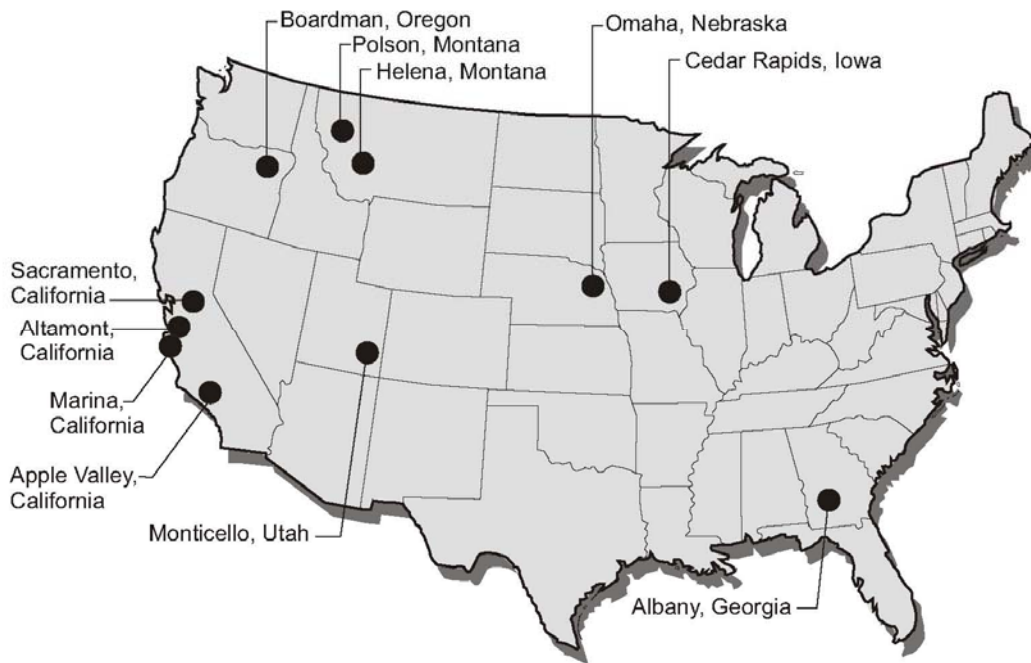 Boardman, Oregon
Polson, Montana
Helena, Montana
Omaha, Nebraska
Cedar Rapids, Iowa
Sacramento,
California
Altamont,
California
Marina,
California
Apple Valley,
California
Monticello, Utah
Albany, Georgia